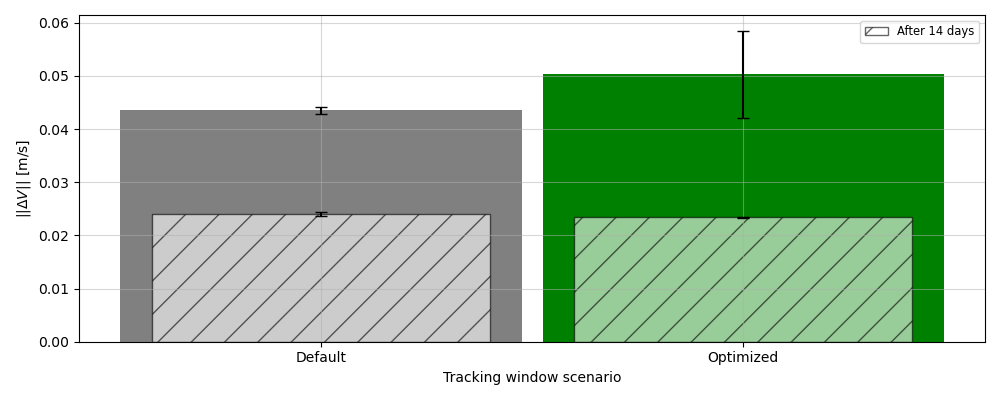 0.06
0.05
0.04
0.03
0.02
0.01
0.00
||ΔV|| [m/s]
After 14 days
Default
Optimized
Tracking window scenario